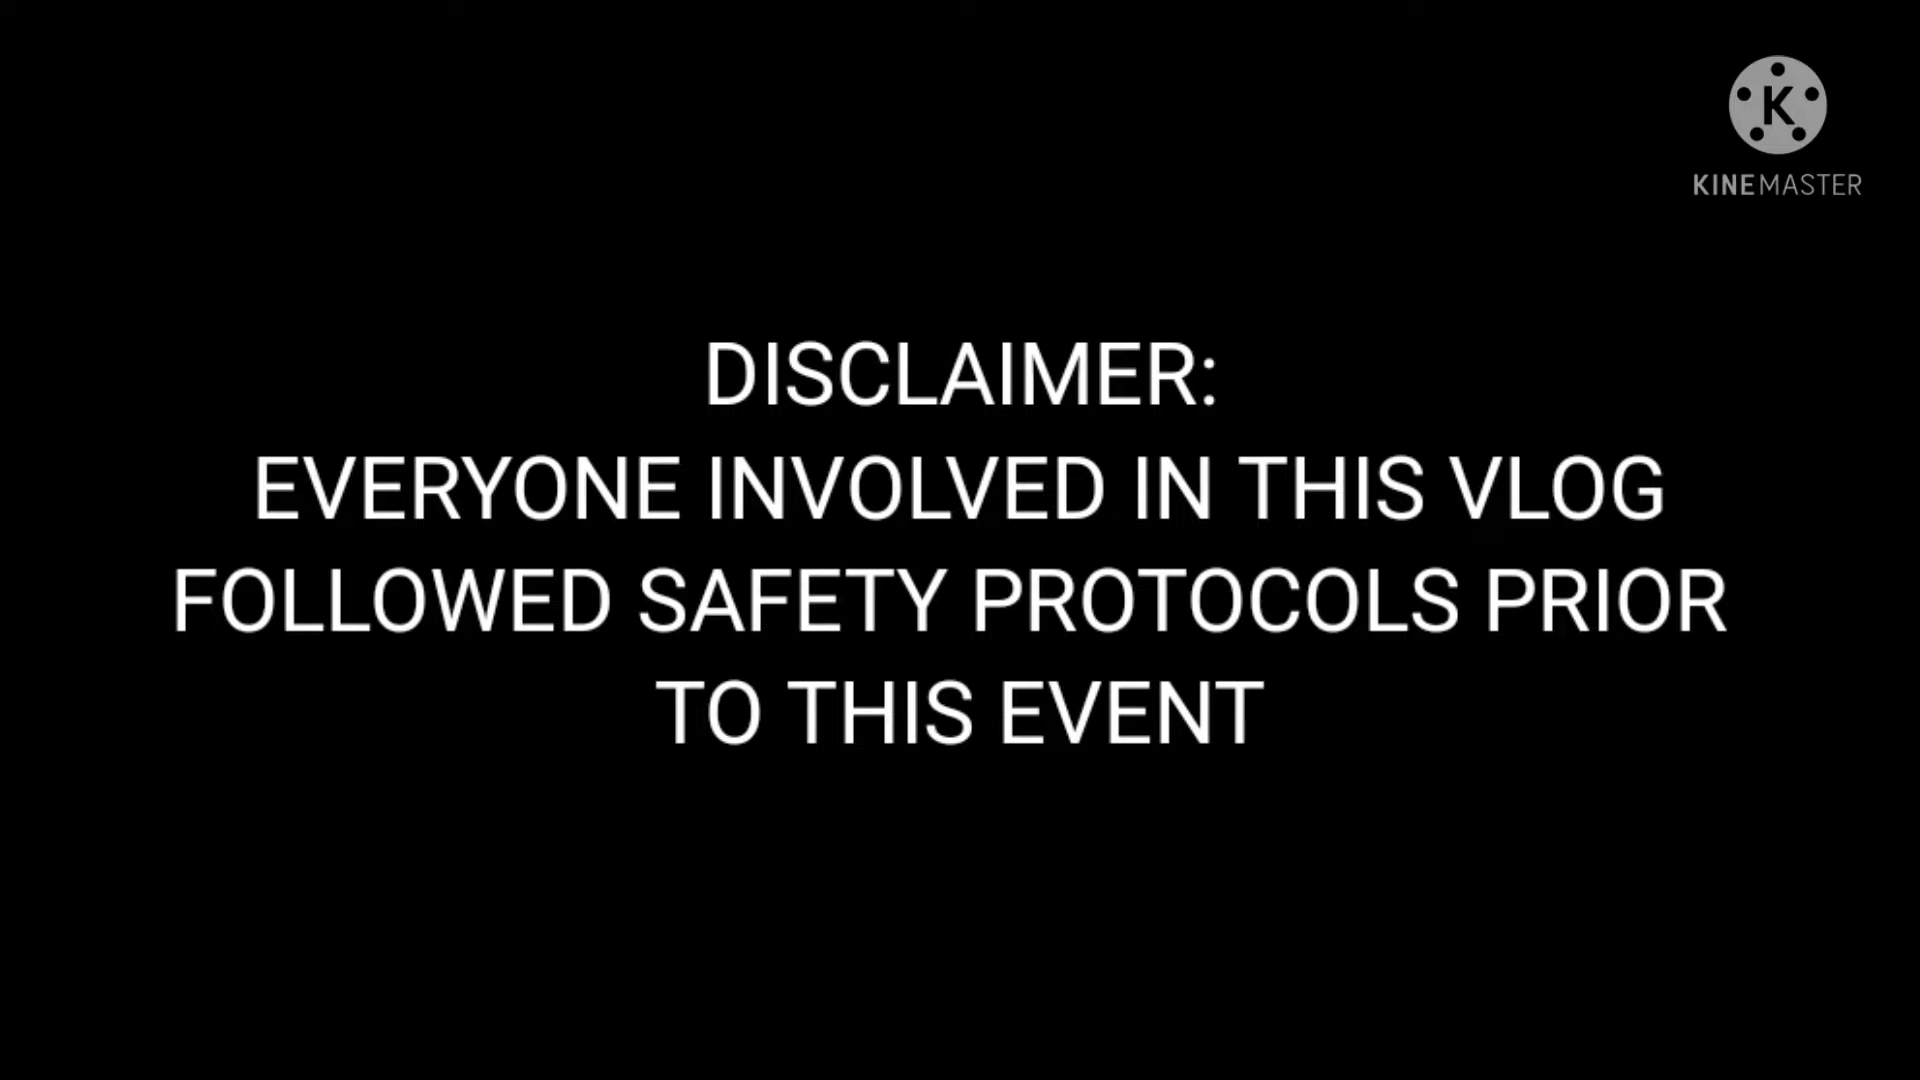 K
KINEMASTER
DISCLAIMER:
EVERYONE INVOLVED IN THIS VLOG
FOLLOWED SAFETY PROTOCOLS PRIOR
TO THIS EVENT